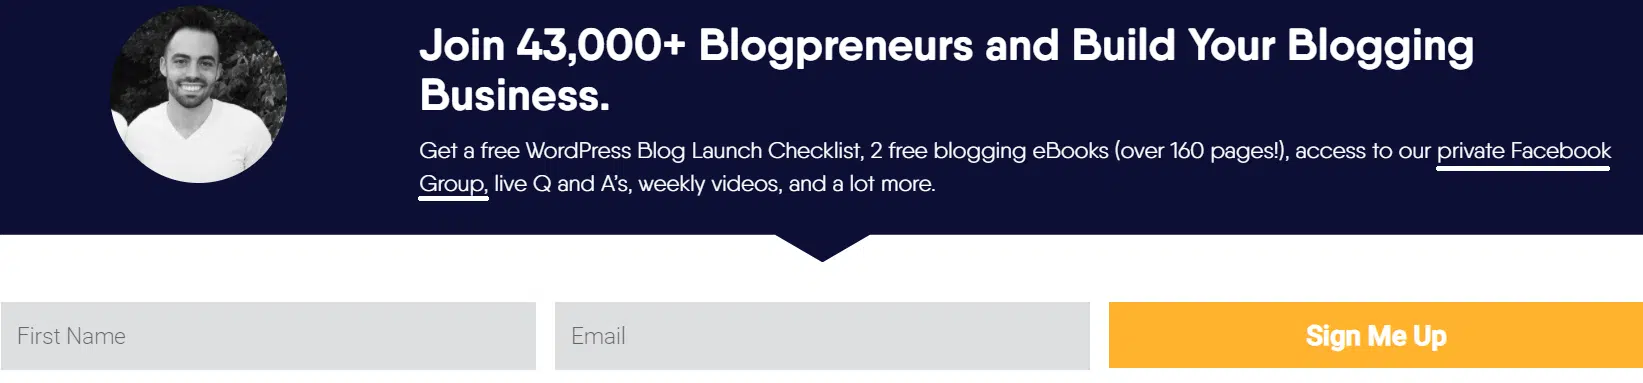 Join 43,000+ Blogpreneurs and Build Your Blogging
Business.
Get a free WordPress Blog Launch Checklist, 2 free blogging eBooks (over 160 pages!), access to our private Facebook
Group, live Q and A's, weekly videos, and a lot more.
First Name
Email
Sign Me Up